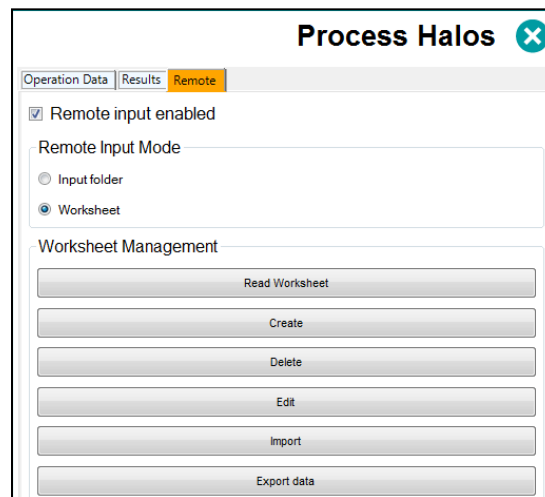 Process Halos
Operation Data Results Remote
Remote input enabled
Remote Input Mode
Input folder
Worksheet
Worksheet Management
Read Worksheet
Create
Delete
Edit
Import
Export data